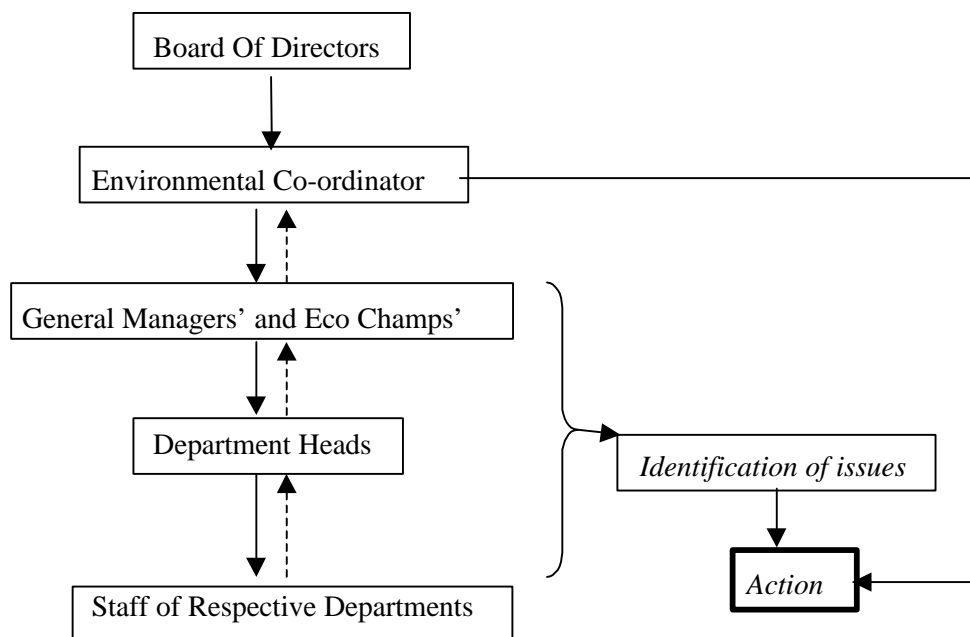 Board Of Directors
Environmental Co-ordinator
General Managers’ and Eco Champs’
Department Heads
Identification of issues
Action
Staff of Respective Departments